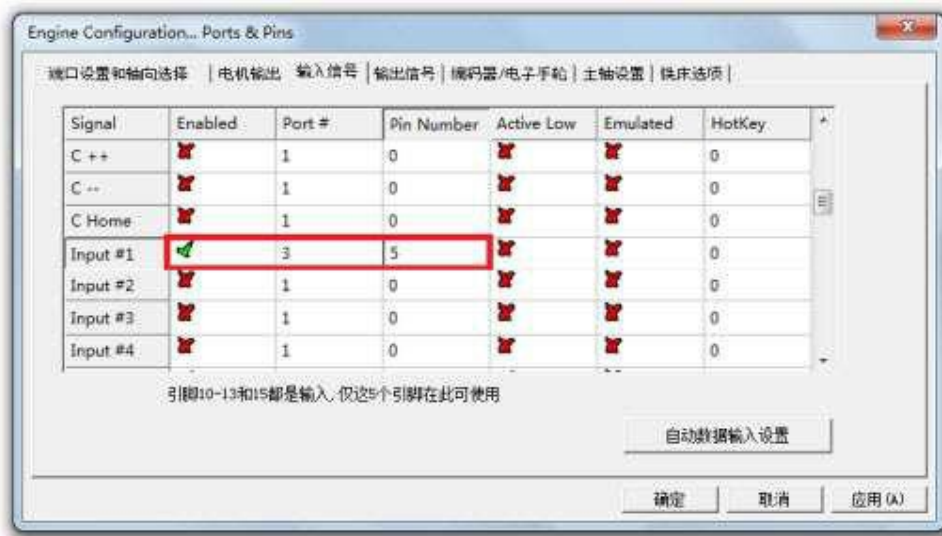 Engine Configuration... Ports & Pins
端口设置和轴向选择 | 电机输出 输入信号 | 输出信号 | 编码器/电子手轮 | 主轴设置 | 铣床选项 |
Signal Enabled Port # Pin Number Active Low Emulated HotKey
C ++ 1 0 0
C -- 1 0 0
C Home 1 0 0
Input #1 3 5 0
Input #2 1 0 0
Input #3 1 0 0
Input #4 1 0 0
引脚10-13和15都是输入,仅这5个引脚在此可使用
自动数据输入设置
确定 取消 应用(A)